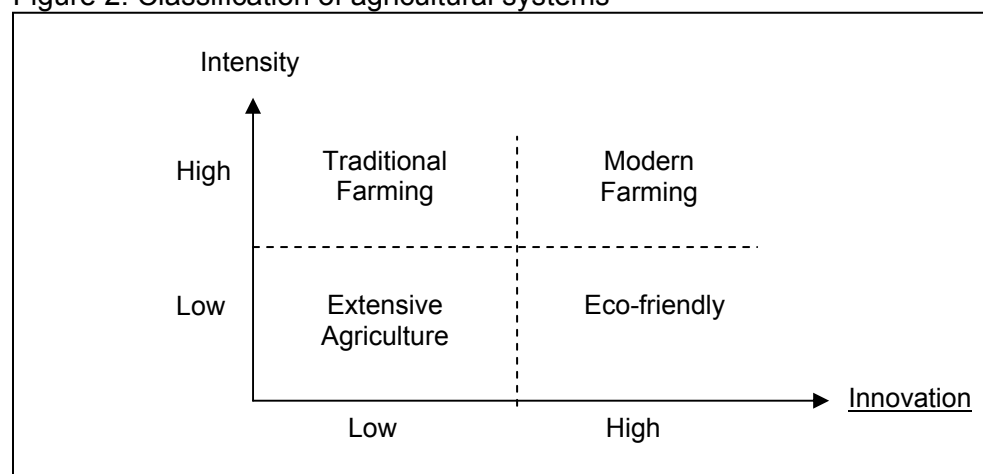 Figure 2. Classification of agricultural systems
Intensity
High
Traditional
Farming
Modern
Farming
Low
Extensive
Agriculture
Eco-friendly
Innovation
Low
High